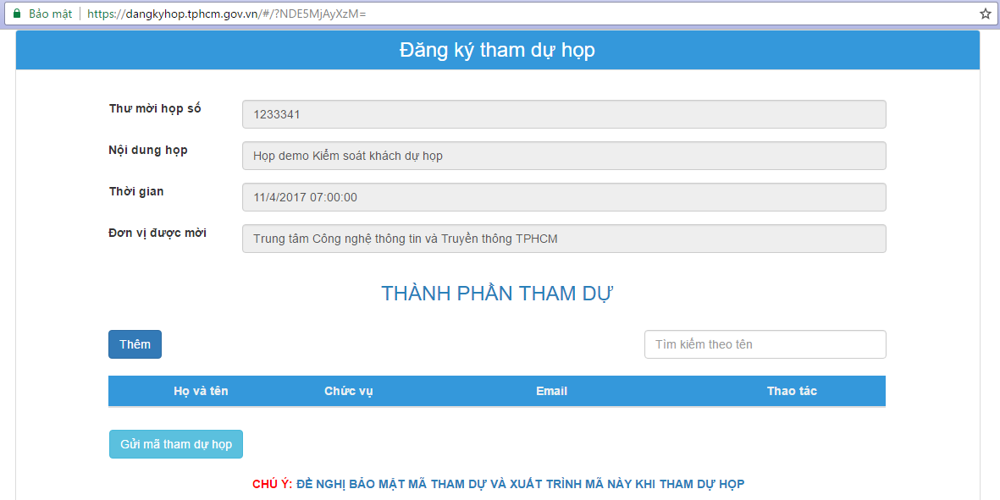 Bảo mật https://dangkyhop.tphcm.gov.vn/#/?NDE5MjAyXzM=
Đăng ký tham dự họp
Thư mời họp số 1233341
Nội dung họp Họp demo Kiểm soát khách dự họp
Thời gian 11/4/2017 07:00:00
Đơn vị được mời Trung tâm Công nghệ thông tin và Truyền thông TPHCM
THÀNH PHẦN THAM DỰ
Thêm Tìm kiếm theo tên
Họ và tên Chức vụ Email Thao tác
Gửi mã tham dự họp
CHÚ Ý: ĐỀ NGHỊ BẢO MẬT MÃ THAM DỰ VÀ XUẤT TRÌNH MÃ NÀY KHI THAM DỰ HỌP